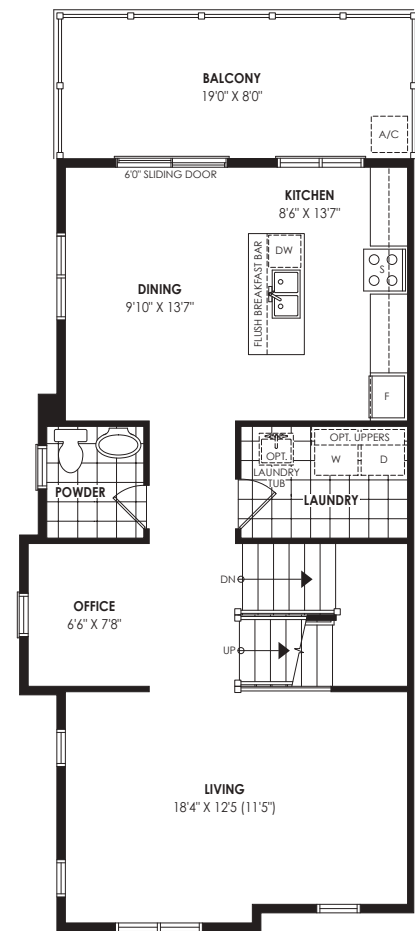 BALCONY
19'0" X 8'0"
A/C
6'0" SLIDING DOOR
KITCHEN
8'6" X 13'7"
FLUSH BREAKFAST BAR
DW
S
DINING
9'10" X 13'7"
F
OPT. UPPERS
OPT.
LAUNDRY
TUB
W
D
POWDER
LAUNDRY
DN
OFFICE
6'6" X 7'8"
UP
LIVING
18'4" X 12'5 (11'5")